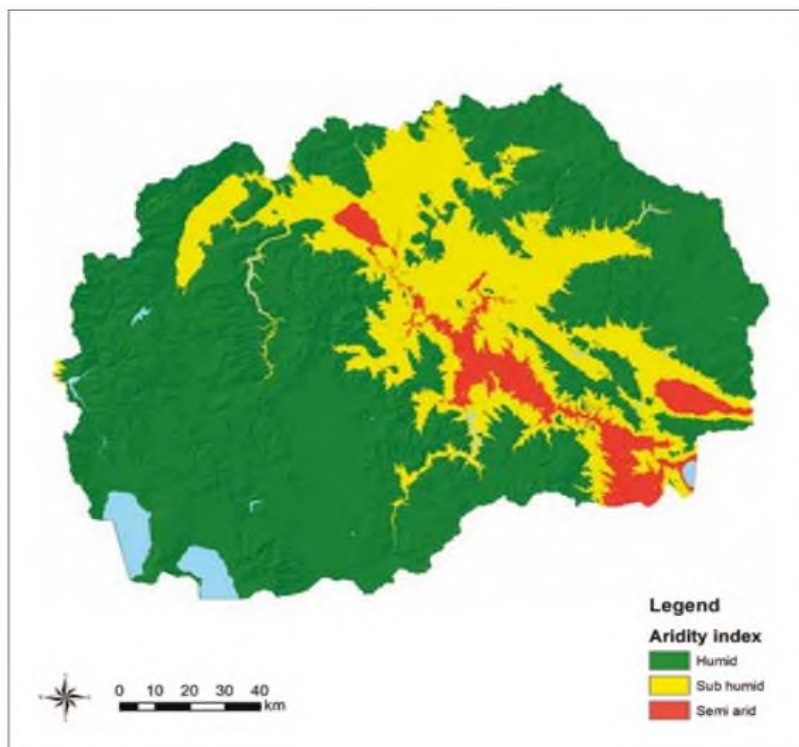 Legend
Aridity index
Humid
Sub humid
Semi arid
0 10 20 30 40
km